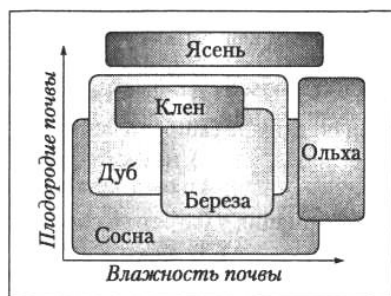 Ясень
Клен
Ольха
Дуб
Береза
Сосна
Плодородие почвы
Влажность почвы